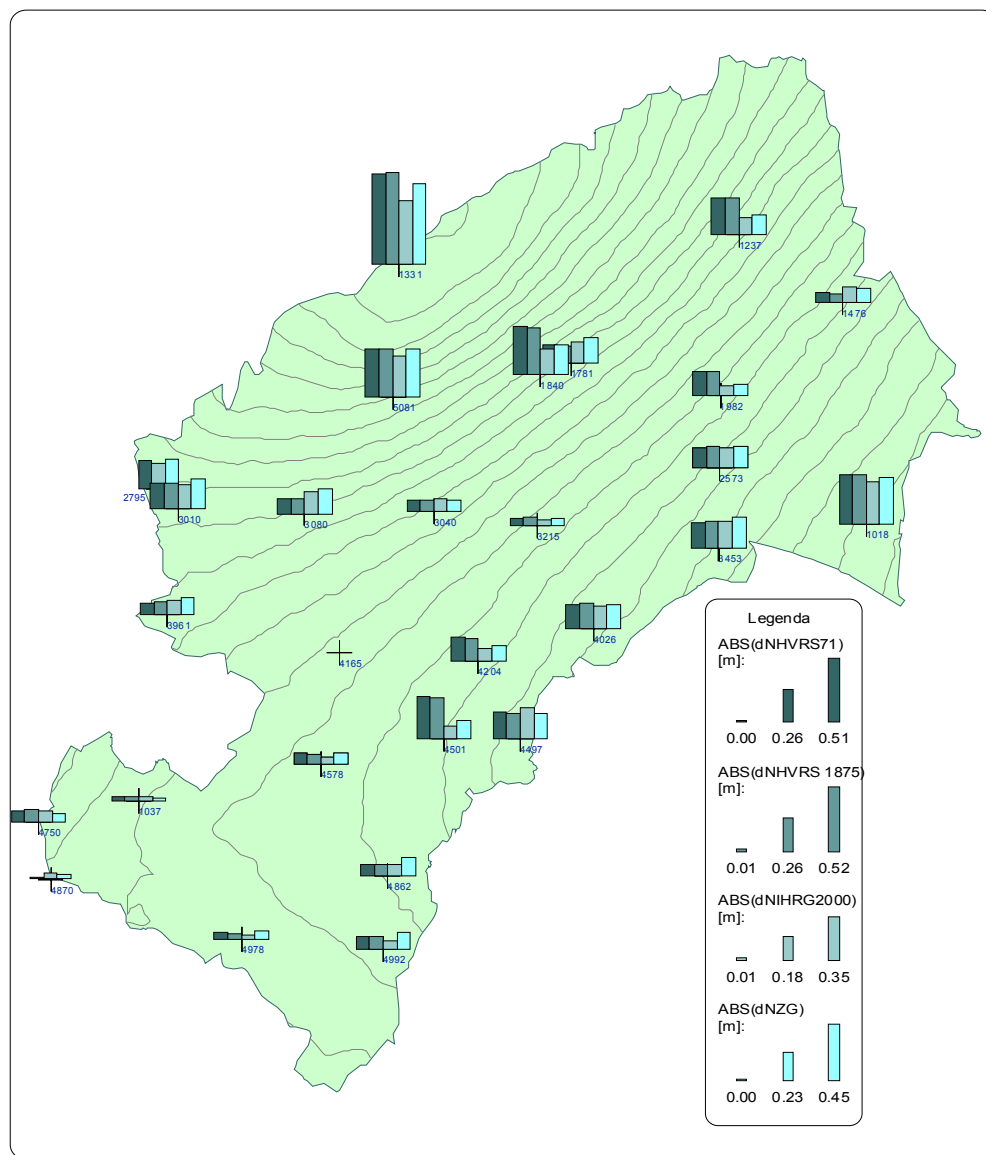 1331
1237
1476
1781
1840
5081
1982
2573
2795
3010
3080
3040
3215
1018
3453
3961
4026
4165
4204
4501
4497
4578
1037
4750
4870
4862
4978
4992
Legenda
ABS(dNHVRS71)
[m]:
0.00 0.26 0.51
ABS(dNHVRS 1875)
[m]:
0.01 0.26 0.52
ABS(dNIHRG2000)
[m]:
0.01 0.18 0.35
ABS(dNZG)
[m]:
0.00 0.23 0.45